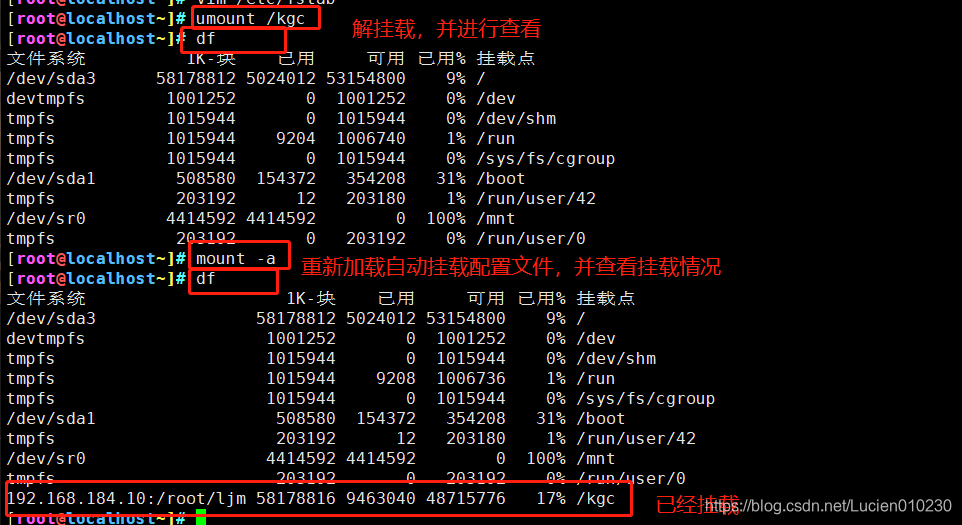 [root@localhost ~]# vim /etc/fstab
[root@localhost ~]# umount /kgc
解挂载，并进行查看
[root@localhost ~]# df
文件系统 1K-块 已用 可用 已用% 挂载点
/dev/sda3 58178812 5024012 53154800 9% /
devtmpfs 1001252 0 1001252 0% /dev
tmpfs 1015944 0 1015944 0% /dev/shm
tmpfs 1015944 9204 1006740 1% /run
tmpfs 1015944 0 1015944 0% /sys/fs/cgroup
/dev/sda1 508580 154372 354208 31% /boot
tmpfs 203192 12 203180 1% /run/user/42
/dev/sr0 4414592 4414592 0 100% /mnt
tmpfs 203192 0 203192 0% /run/user/0
[root@localhost ~]# mount -a
重新加载自动挂载配置文件，并查看挂载情况
[root@localhost ~]# df
文件系统 1K-块 已用 可用 已用% 挂载点
/dev/sda3 58178812 5024012 53154800 9% /
devtmpfs 1001252 0 1001252 0% /dev
tmpfs 1015944 0 1015944 0% /dev/shm
tmpfs 1015944 9208 1006736 1% /run
tmpfs 1015944 0 1015944 0% /sys/fs/cgroup
/dev/sda1 508580 154372 354208 31% /boot
tmpfs 203192 12 203180 1% /run/user/42
/dev/sr0 4414592 4414592 0 100% /mnt
tmpfs 203192 0 203192 0% /run/user/0
192.168.184.10:/root/ljm 58178816 9463040 48715776 17% /kgc
已经挂载
https://blog.csdn.net/Lucien010230
[root@localhost ~]#